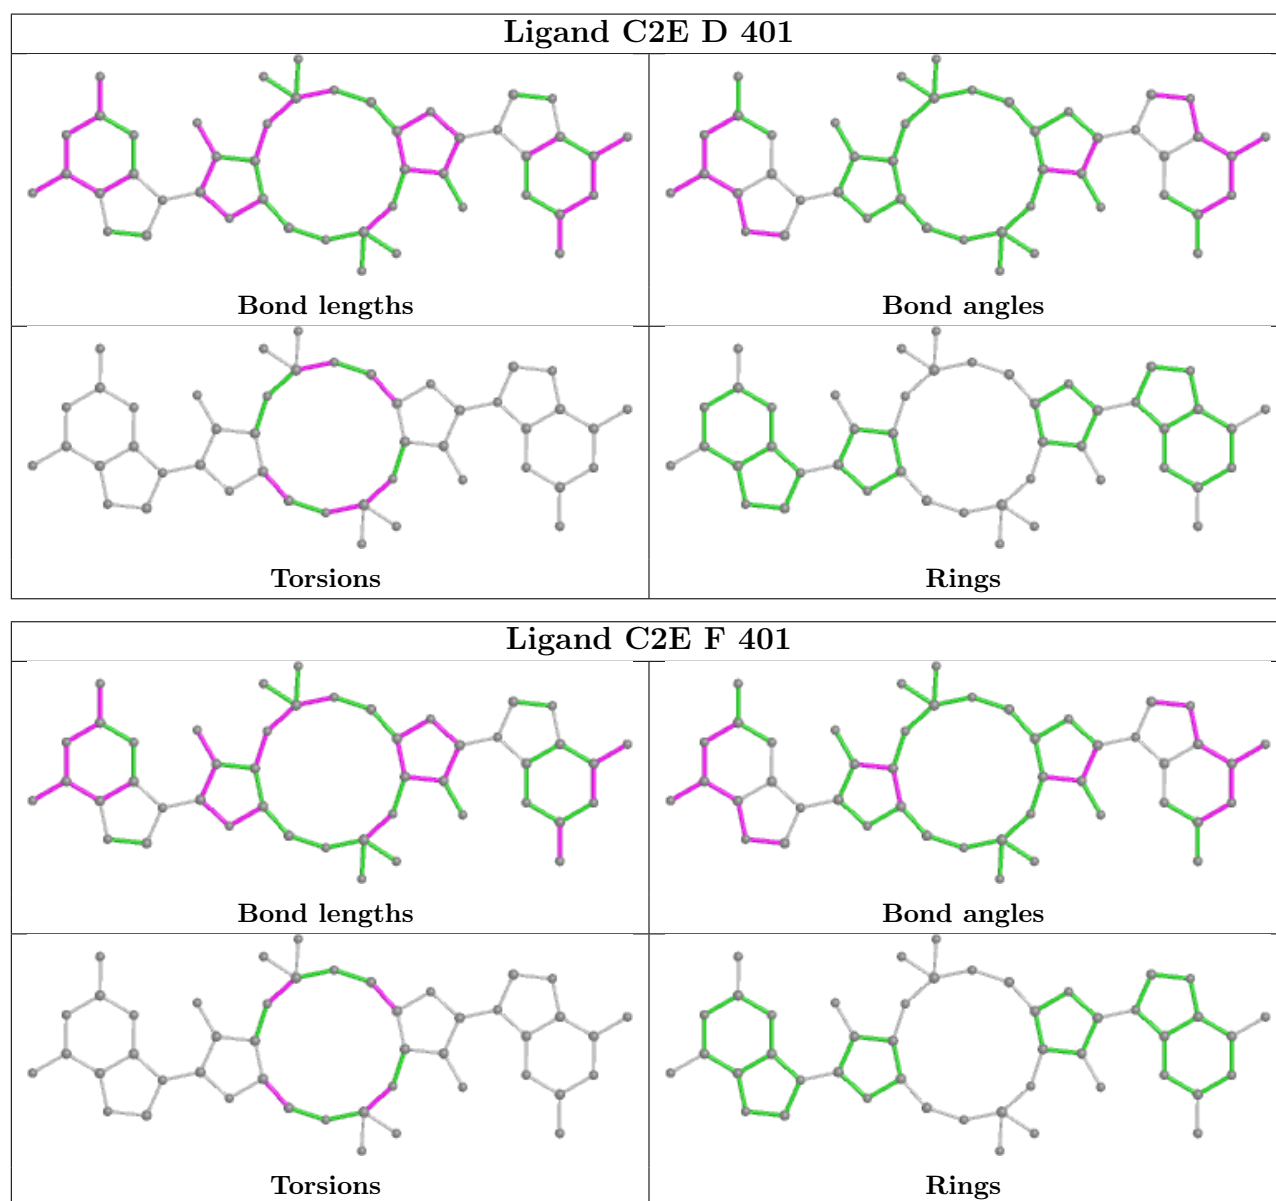 Ligand C2E D 401
Bond lengths
Bond angles
Torsions
Rings
Ligand C2E F 401
Bond lengths
Bond angles
Torsions
Rings